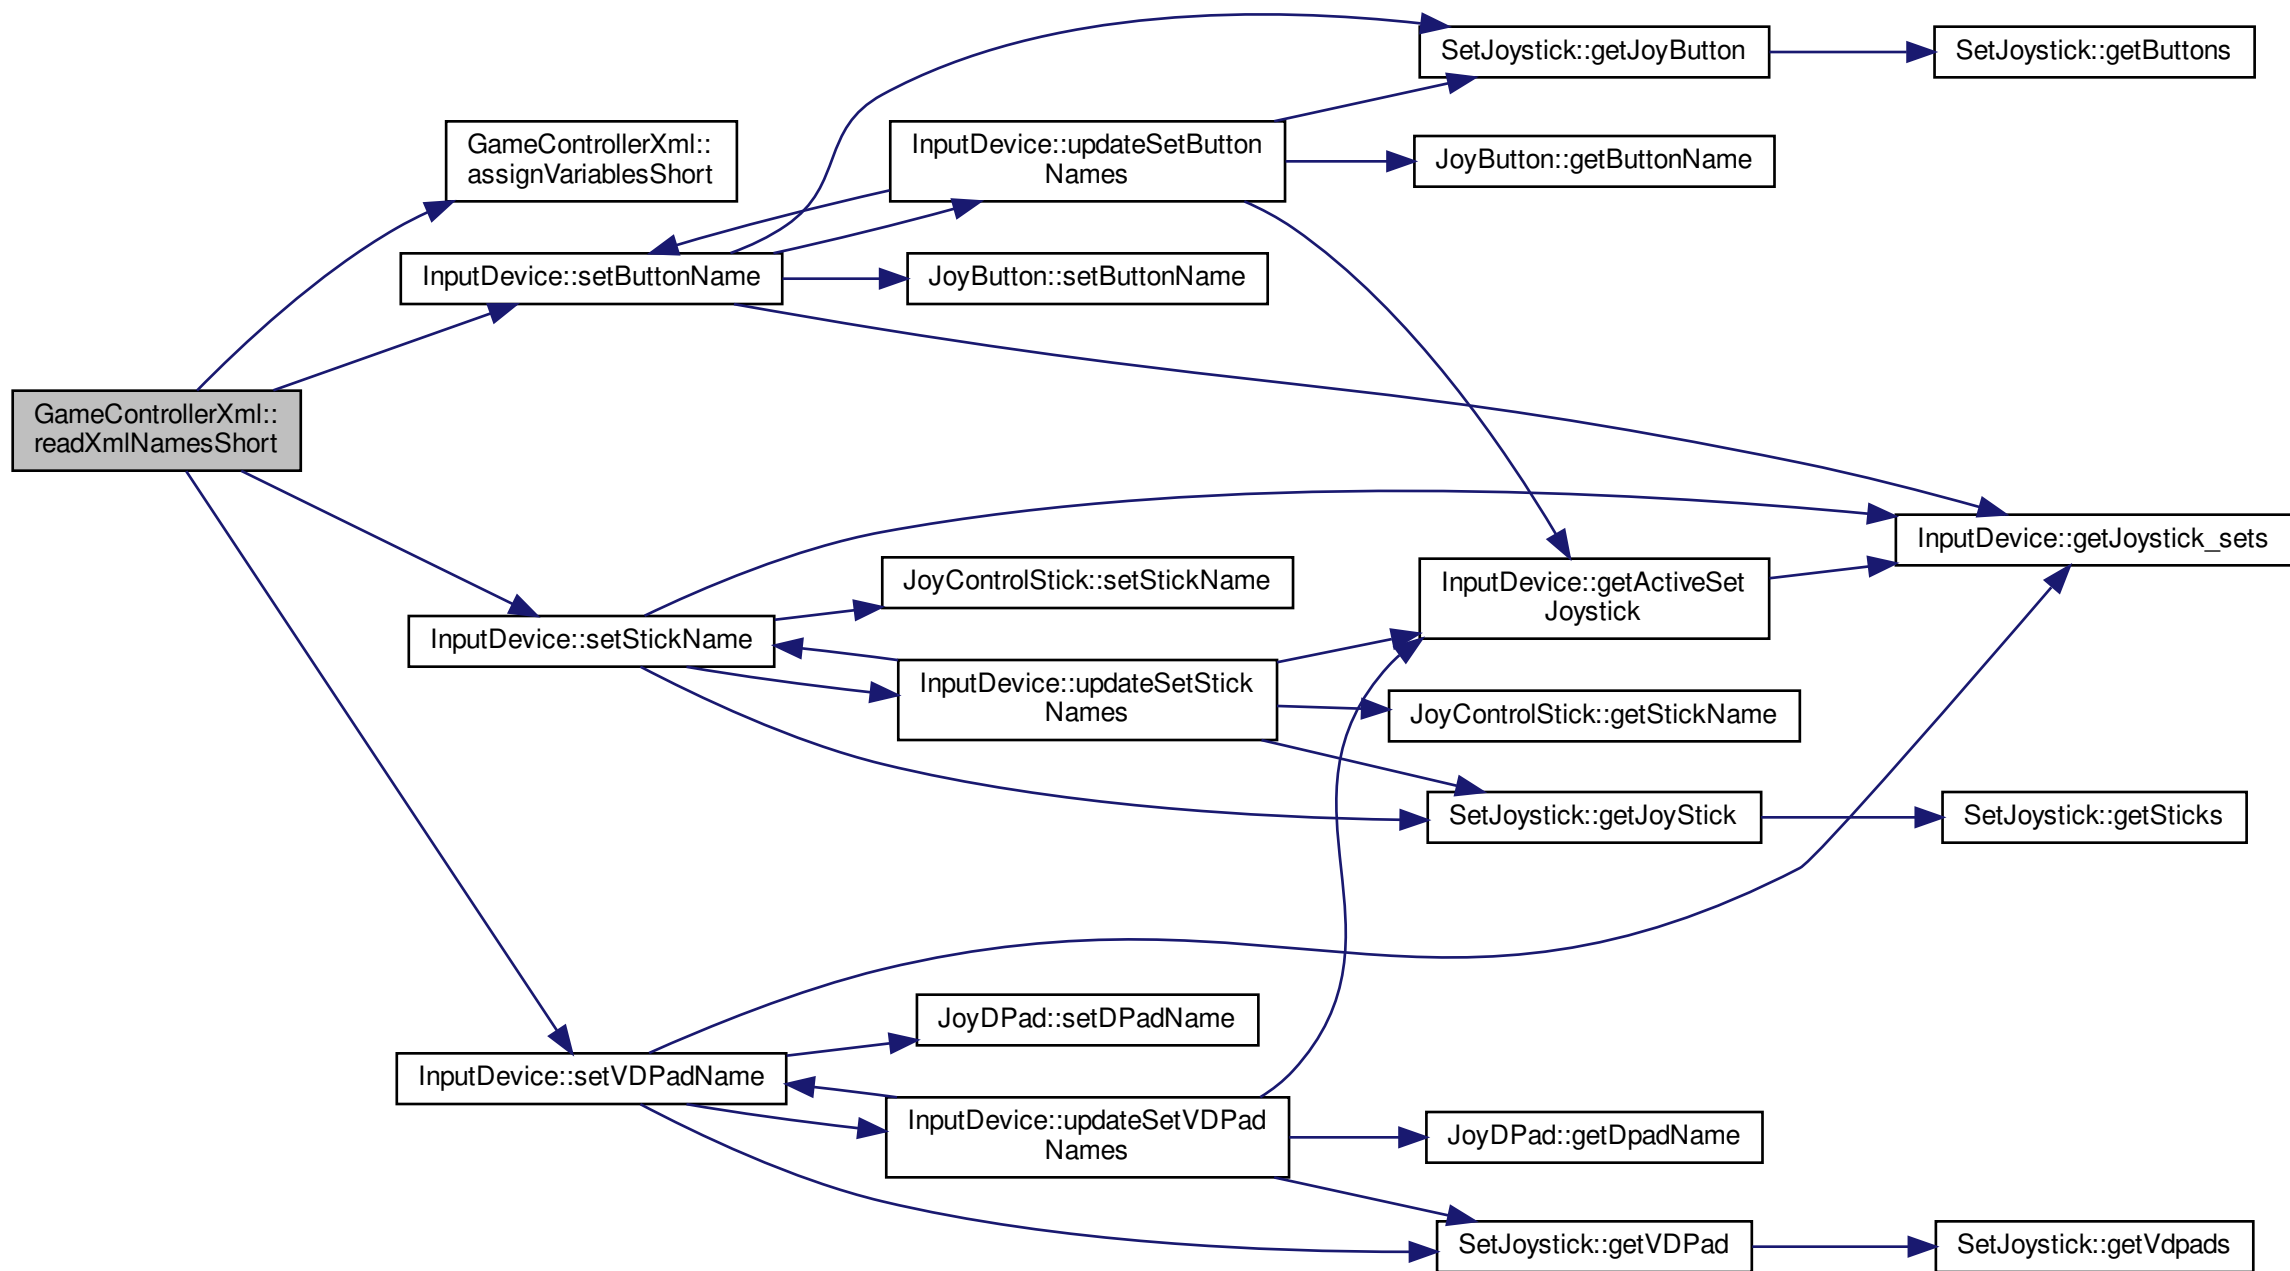 GameControllerXml::
readXmlNamesShort
GameControllerXml::
assignVariablesShort
InputDevice::setButtonName
InputDevice::updateSetButton
Names
SetJoystick::getJoyButton
SetJoystick::getButtons
JoyButton::getButtonName
JoyButton::setButtonName
InputDevice::getJoystick_sets
InputDevice::getActiveSet
Joystick
JoyControlStick::setStickName
InputDevice::setStickName
InputDevice::updateSetStick
Names
JoyControlStick::getStickName
SetJoystick::getJoyStick
SetJoystick::getSticks
JoyDPad::setDPadName
InputDevice::setVDPadName
InputDevice::updateSetVDPad
Names
JoyDPad::getDpadName
SetJoystick::getVDPad
SetJoystick::getVdpads